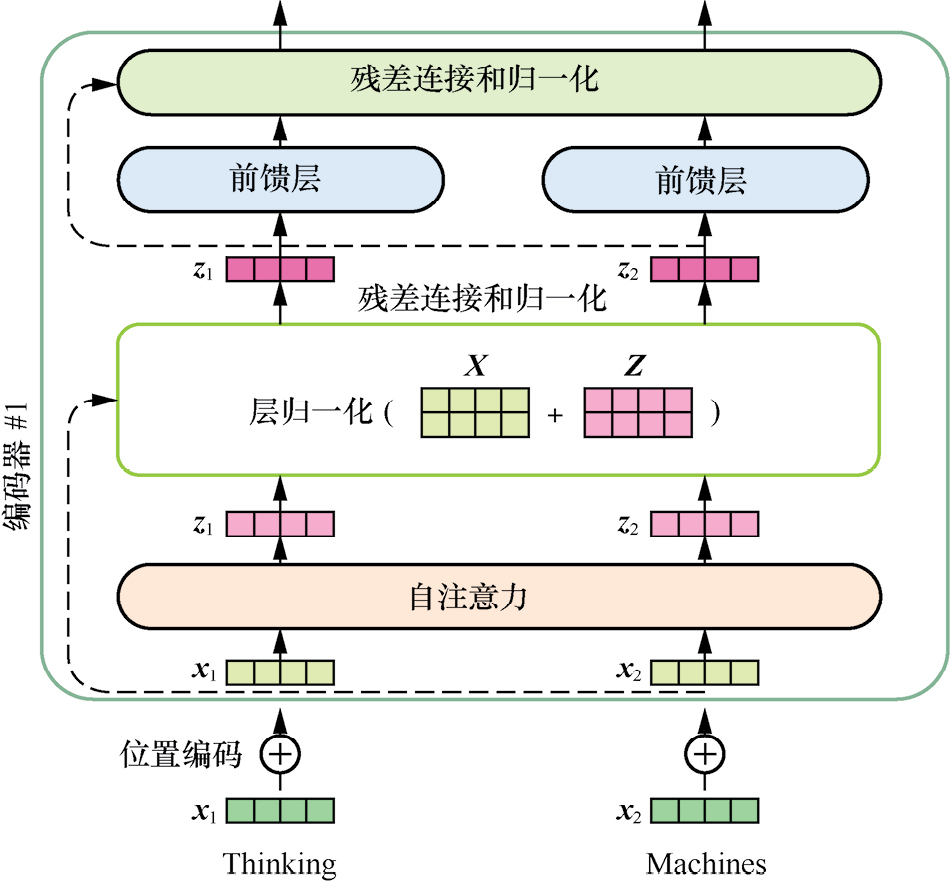 残差连接和归一化
前馈层 前馈层
z1 z2
残差连接和归一化
X Z
层归一化 ( + )
编码器 #1
z1 z2
自注意力
x1 x2
位置编码 + +
x1 x2
Thinking Machines